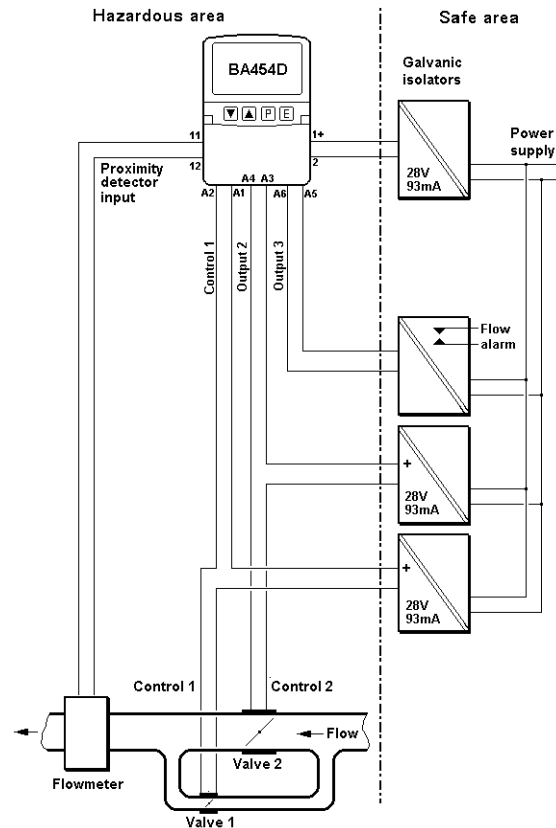 Hazardous area
Safe area
BA454D
P
E
Galvanic
isolators
11
12
1+
2
Proximity
detector
input
Power
supply
28V
93mA
A4
A3
A2
A1
A6
A5
Control 1
Output 2
Output 3
Flow
alarm
+
28V
93mA
+
28V
93mA
Control 1
Control 2
Flow
Valve 2
Flowmeter
Valve 1